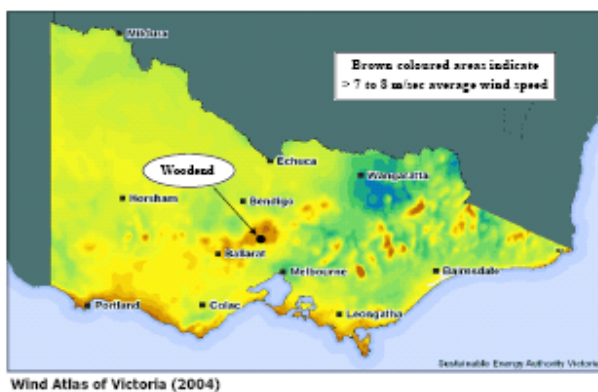 Mildura
Brown coloured areas indicate
> 7 to 8 m/sec average wind speed
Echuca
Woodend
Wangaratta
Horsham
Bendigo
Ballarat
Melbourne
Bairnsdale
Portland
Colac
Leongatha
Sustainable Energy Authority Victoria
Wind Atlas of Victoria (2004)